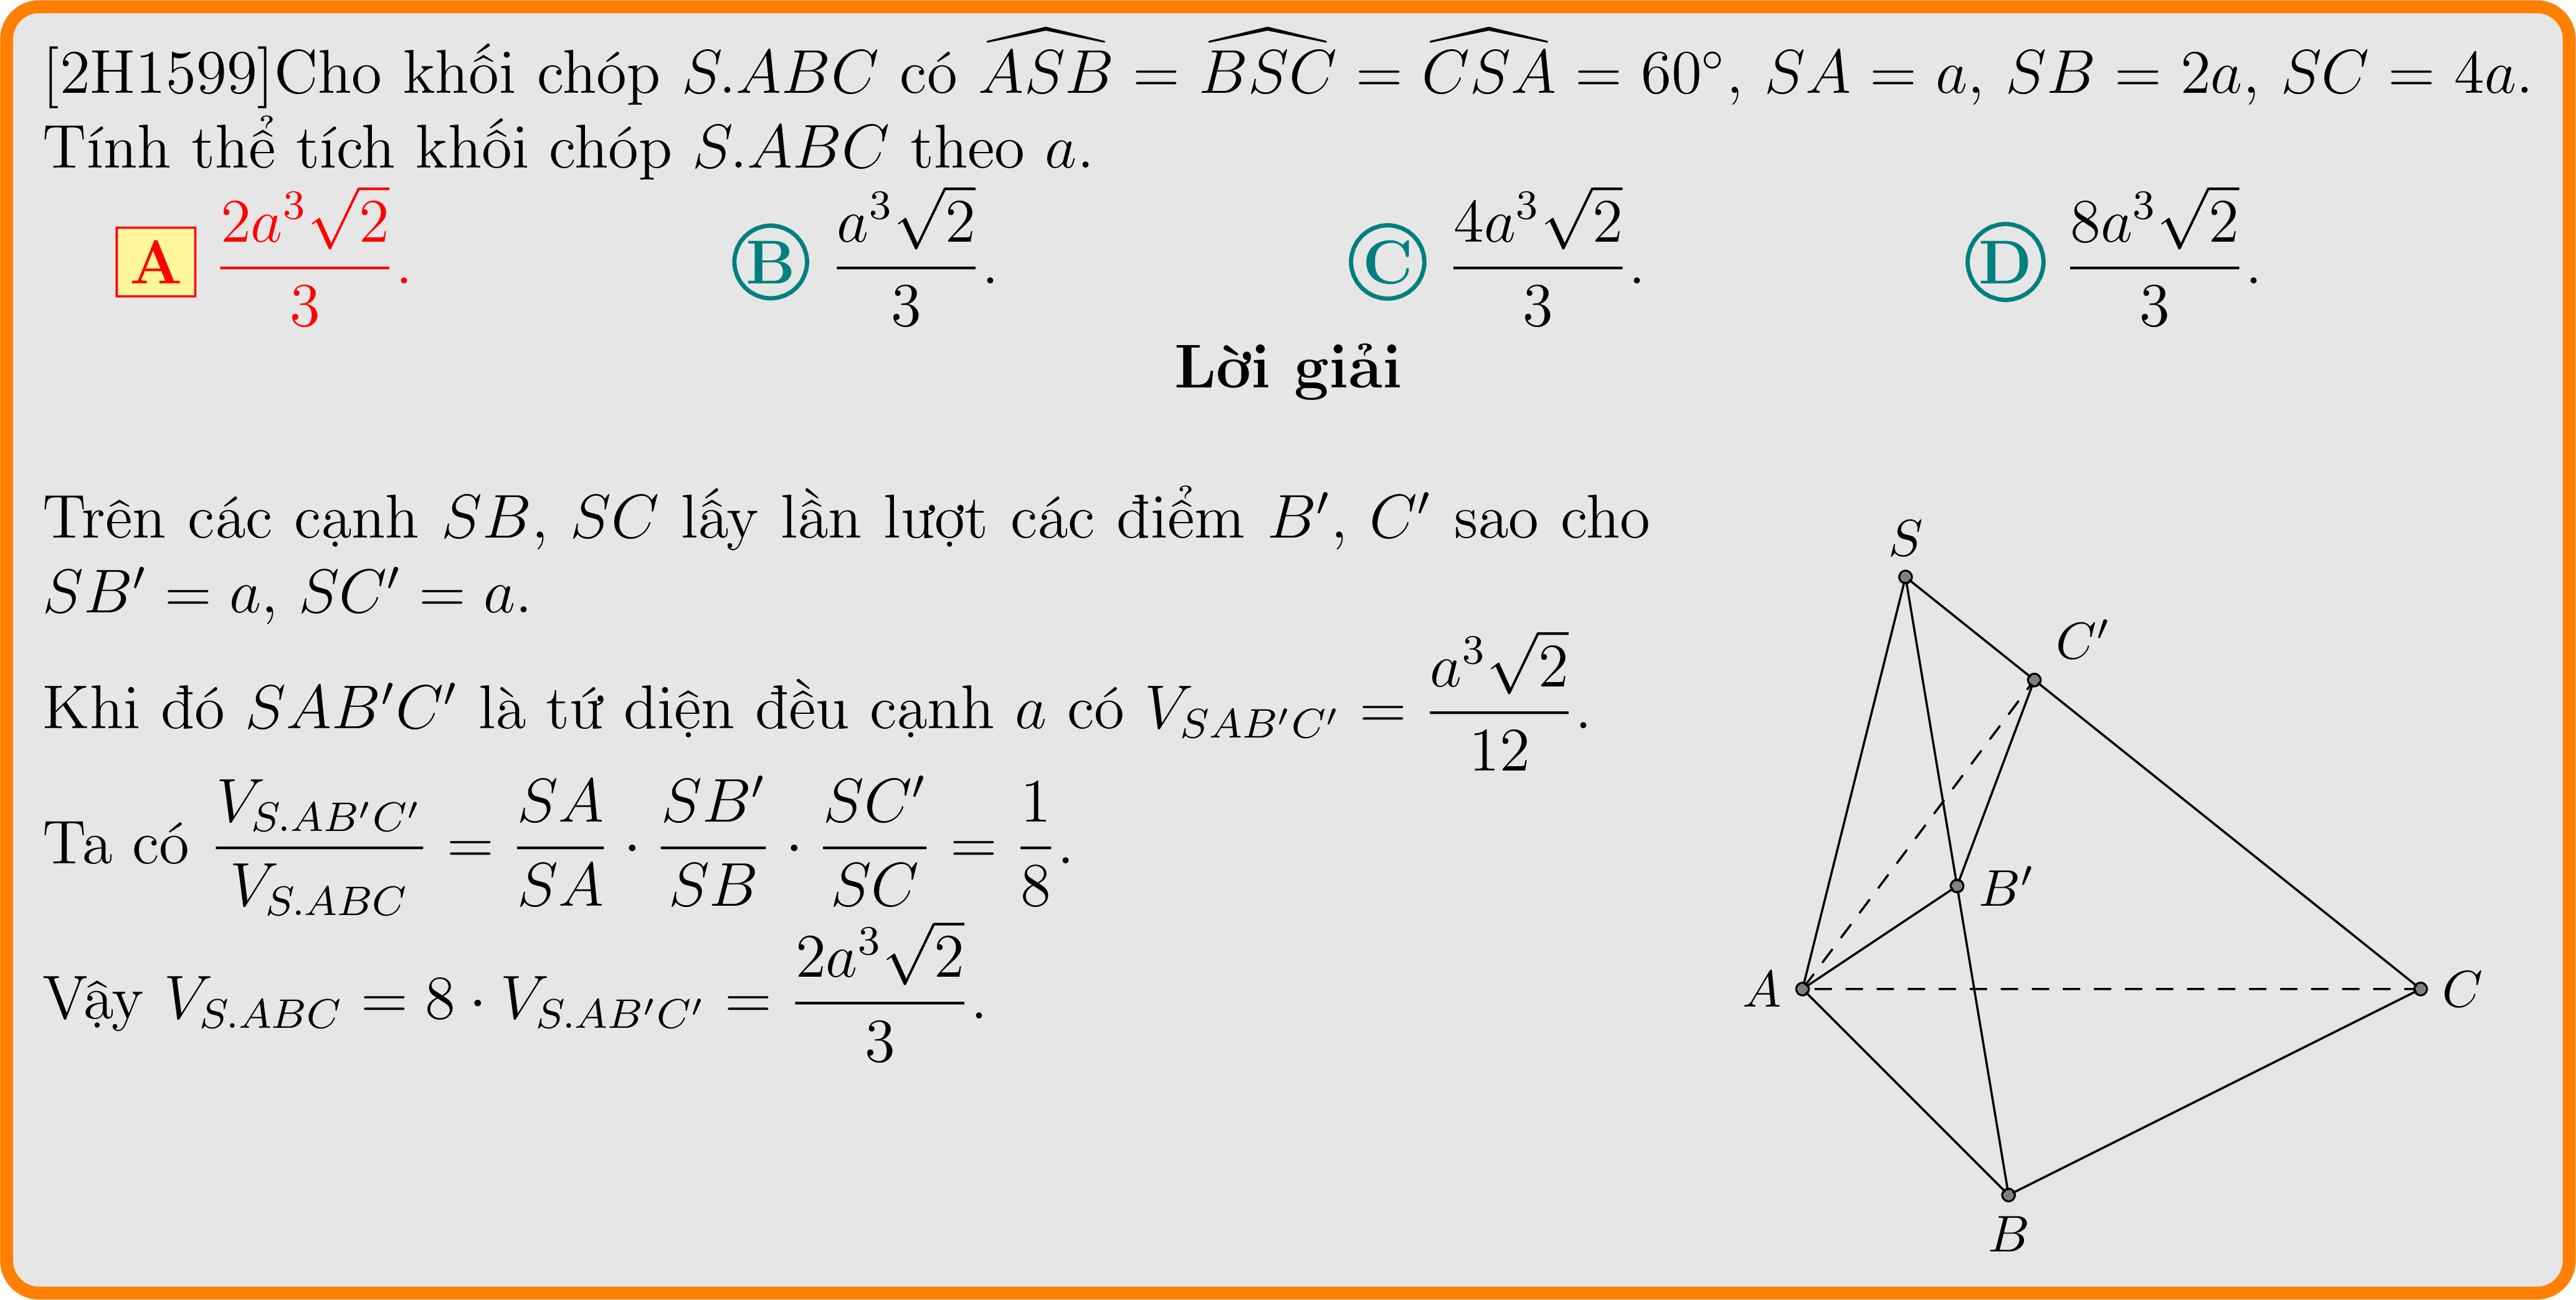 [2H1599]Cho khối chóp S.ABC có \widehat{ASB} = \widehat{BSC} = \widehat{CSA} = 60°, SA = a, SB = 2a, SC = 4a.
Tính thể tích khối chóp S.ABC theo a.
A \frac{2a^3\sqrt{2}}{3}. B \frac{a^3\sqrt{2}}{3}. C \frac{4a^3\sqrt{2}}{3}. D \frac{8a^3\sqrt{2}}{3}.
Lời giải
Trên các cạnh SB, SC lấy lần lượt các điểm B′, C′ sao cho
SB′ = a, SC′ = a.
Khi đó SAB′C′ là tứ diện đều cạnh a có V_{SAB′C′} = \frac{a^3\sqrt{2}}{12}.
Ta có \frac{V_{S.AB′C′}}{V_{S.ABC}} = \frac{SA}{SA} · \frac{SB′}{SB} · \frac{SC′}{SC} = \frac{1}{8}.
Vậy V_{S.ABC} = 8 · V_{S.AB′C′} = \frac{2a^3\sqrt{2}}{3}.
S
C′
B′
A
C
B